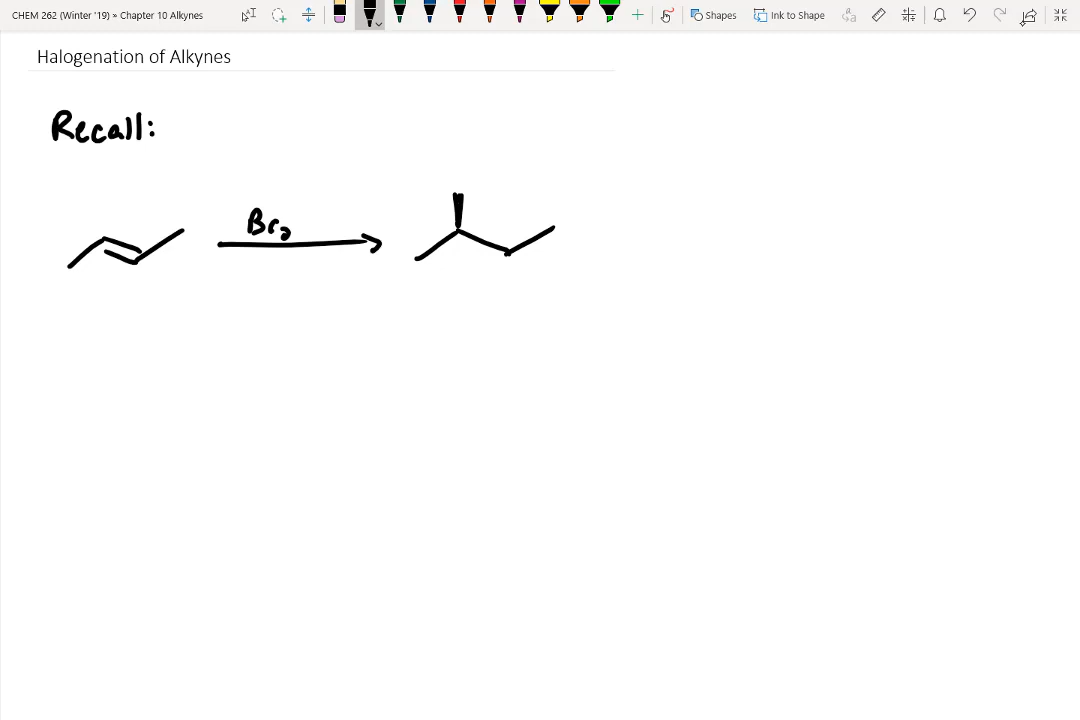 CHEM 262 (Winter '19) » Chapter 10 Alkynes
Shapes
Ink to Shape
Halogenation of Alkynes
Recall:
Br₂